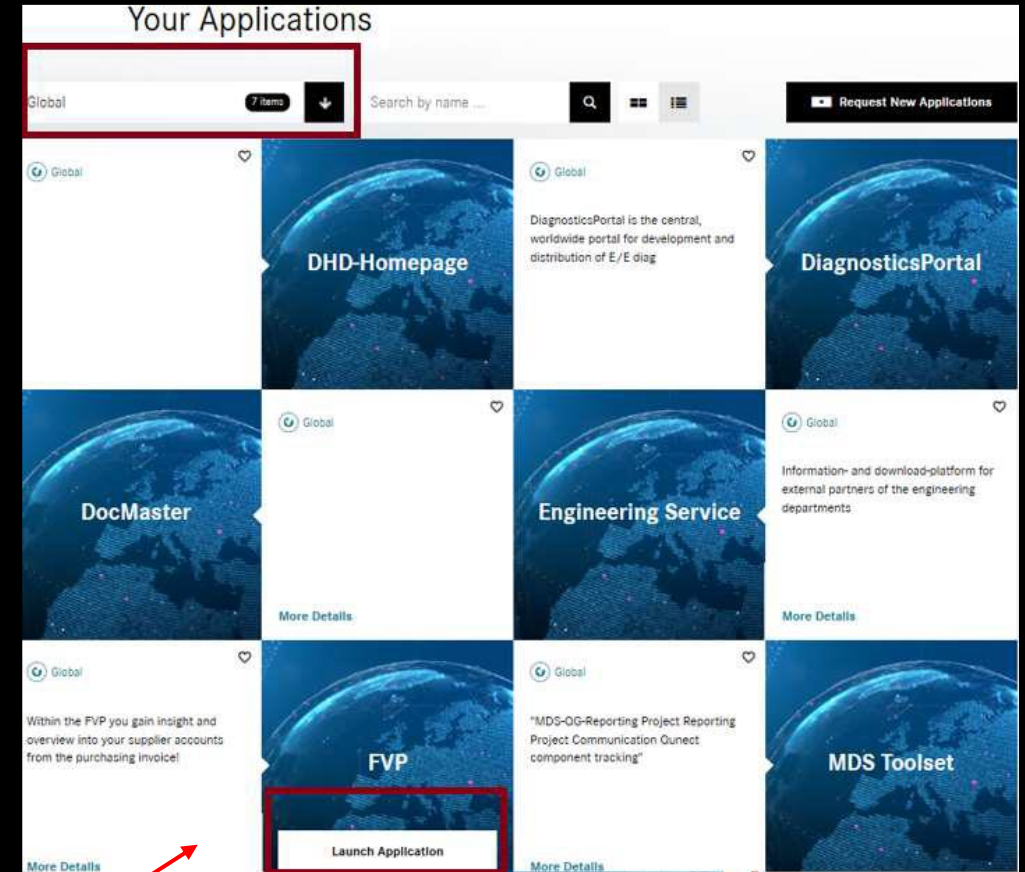 Your Applications
Global
7 items
Search by name ...
Request New Applications
Global
DHD-Homepage
Global
DiagnosticsPortal is the central,
worldwide portal for development and
distribution of E/E diag
DiagnosticsPortal
DocMaster
Global
More Details
Engineering Service
Global
Information- and download-platform for
external partners of the engineering
departments
More Details
Global
Within the FVP you gain insight and
overview into your supplier accounts
from the purchasing invoice!
More Details
FVP
Launch Application
Global
"MDS-OG-Reporting Project Reporting
Project Communication Qunect
component tracking"
More Details
MDS Toolset